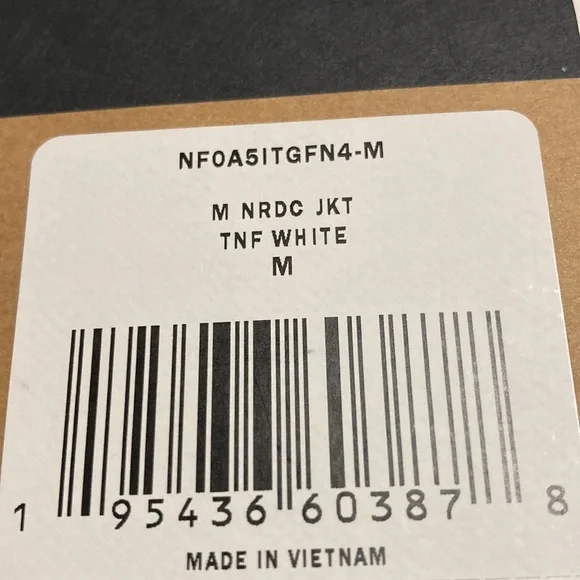 NF0A5ITGFN4-M
M NRDC JKT
TNF WHITE
M
1 95436 60387 8
MADE IN VIETNAM